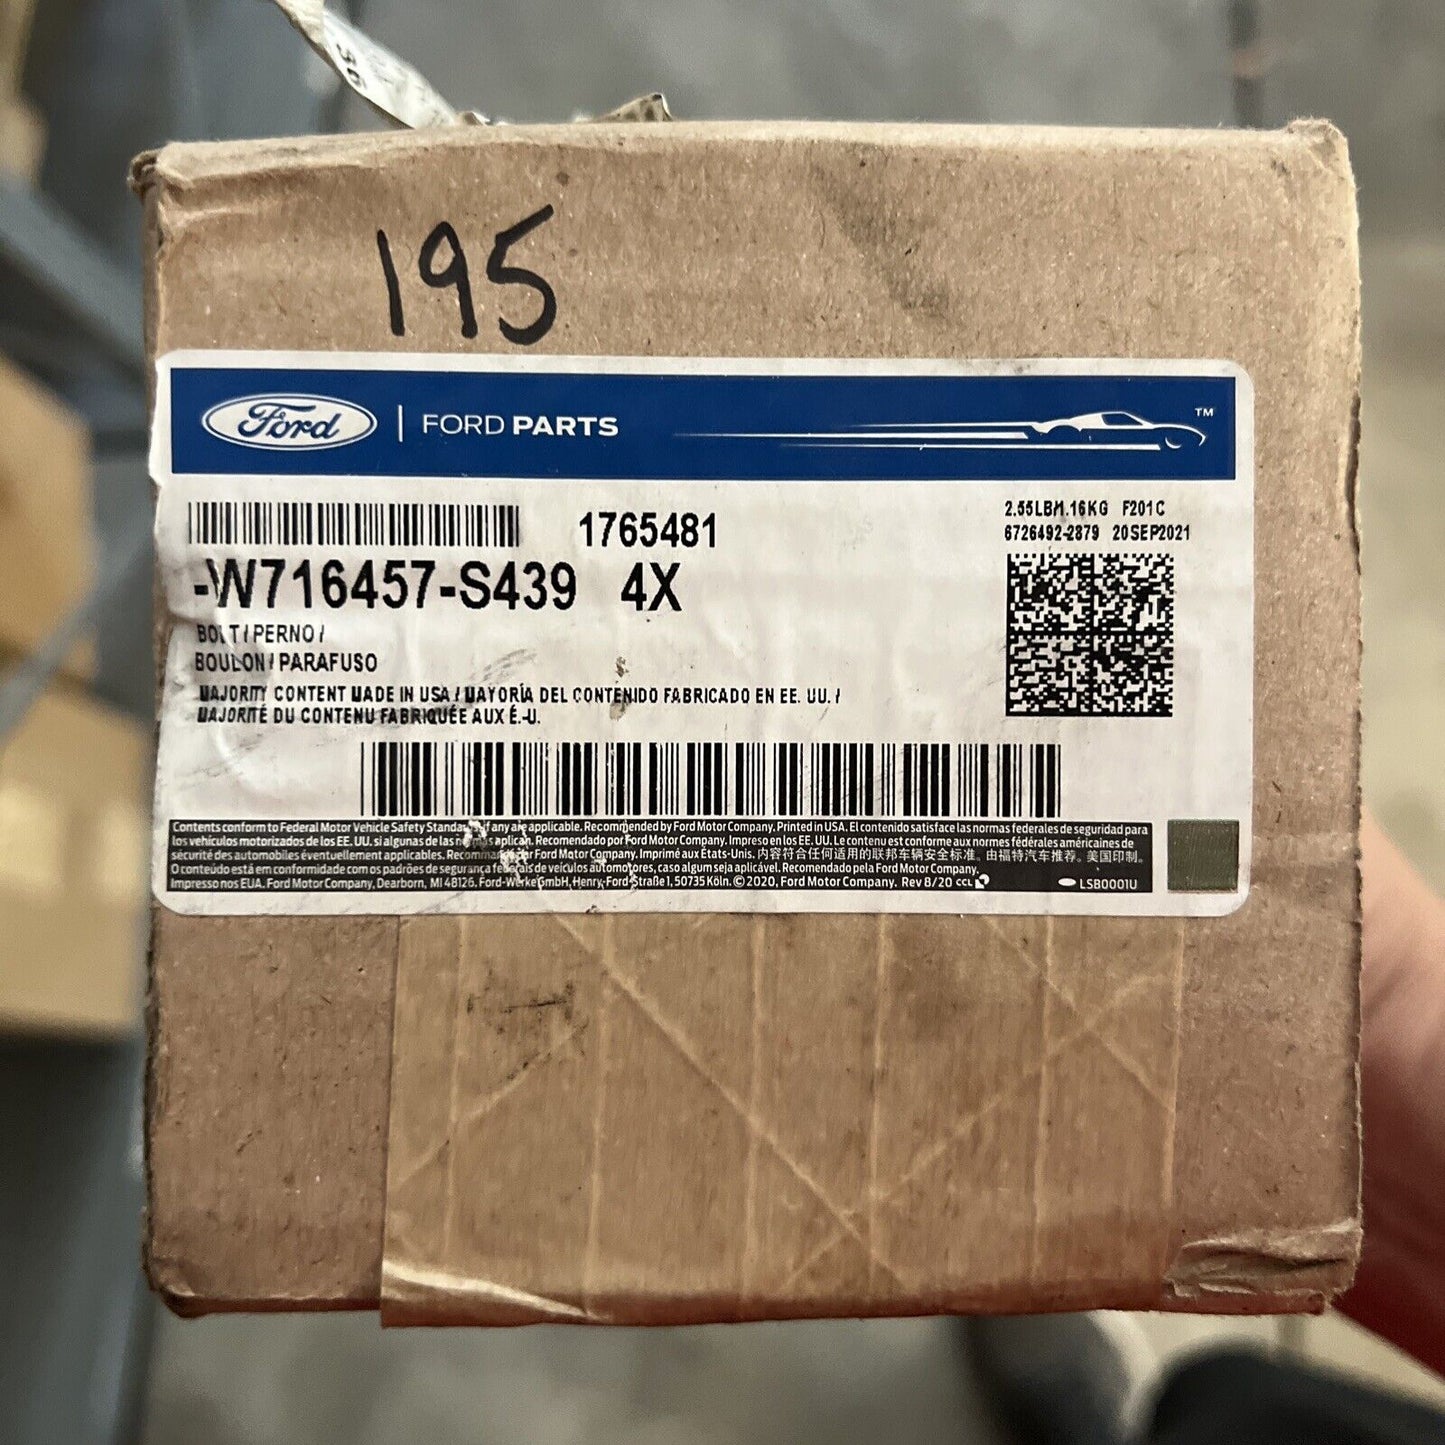 195
Ford | FORD PARTS TM
1765481
2.55LBM.16KG F201C
6726492-2879 20SEP2021
-W716457-S439 4X
BOLT/PERNO/
BOULON/PARAFUSO
MAJORITY CONTENT MADE IN USA / MAYORÍA DEL CONTENIDO FABRICADO EN EE. UU. /
MAJORITÉ DU CONTENU FABRIQUÉE AUX É.-U.
Contents conform to Federal Motor Vehicle Safety Standards if any are applicable. Recommended by Ford Motor Company. Printed in USA. El contenido satisface las normas federales de seguridad para
los vehículos motorizados de los EE. UU. si algunas de las normas aplican. Recomendado por Ford Motor Company. Impreso en los EE. UU. Le contenu est conforme aux normes fédérales américaines de
sécurité des automobiles éventuellement applicables. Recommandé par Ford Motor Company. Imprimé aux États-Unis. 内容符合任何适用的联邦车辆安全标准。由福特汽车推荐。美国印制。
O conteúdo está em conformidade com os padrões de segurança federais de veículos automotores, caso algum seja aplicável. Recomendado pela Ford Motor Company.
Impresso nos EUA. Ford Motor Company, Dearborn, MI 48126. Ford-Werke GmbH, Henry-Ford-Straße 1, 50735 Köln. © 2020, Ford Motor Company. Rev 8/20 CCL
LSB0001U